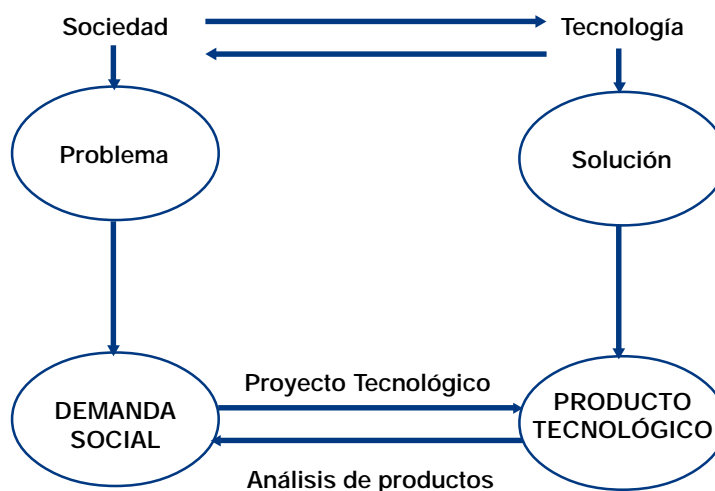 Sociedad
Tecnología
Problema
Solución
Proyecto Tecnológico
DEMANDA
SOCIAL
PRODUCTO
TECNOLÓGICO
Análisis de productos